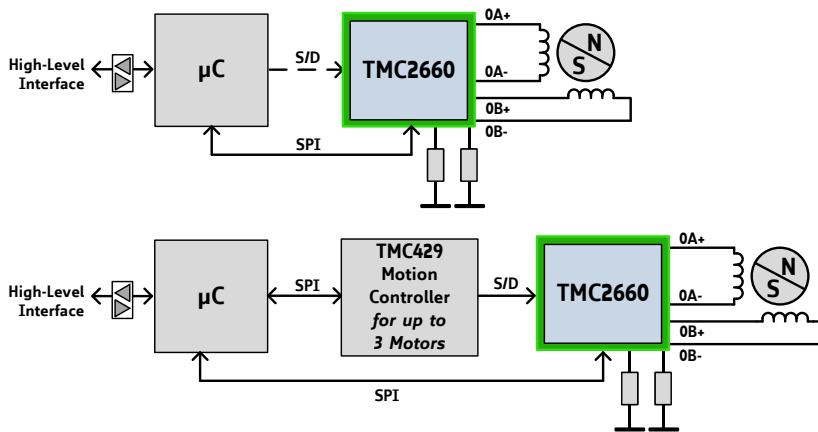 High-Level
Interface
µC
S/D
TMC2660
0A+
0A-
0B+
0B-
N
S
SPI
High-Level
Interface
µC
SPI
TMC429
Motion
Controller
for up to
3 Motors
S/D
TMC2660
0A+
0A-
0B+
0B-
N
S
SPI